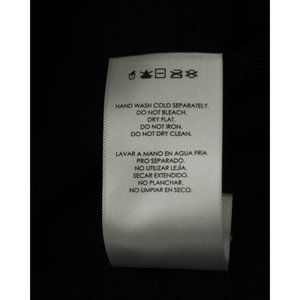 HAND WASH COLD SEPARATELY.
DO NOT BLEACH.
DRY FLAT.
DO NOT IRON.
DO NOT DRY CLEAN.
LAVAR A MANO EN AGUA FRIA
PRO SEPARADO.
NO UTILIZAR LEJÍA.
SECAR EXTENDIDO.
NO PLANCHAR.
NO LIMPIAR EN SECO.